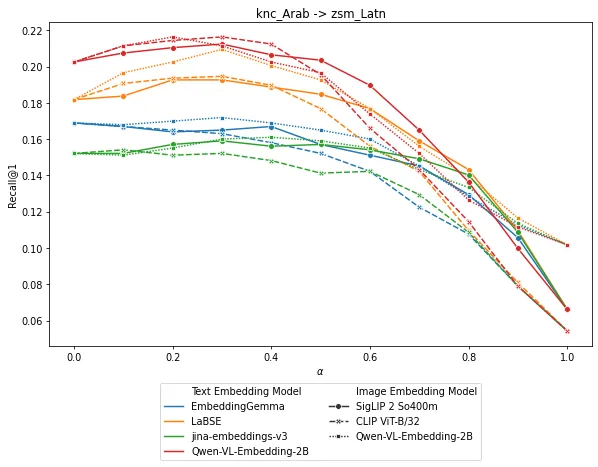 knc_Arab -> zsm_Latn
Recall@1
0.22
0.20
0.18
0.16
0.14
0.12
0.10
0.08
0.06
0.0 0.2 0.4 0.6 0.8 1.0
α
Text Embedding Model Image Embedding Model
EmbeddingGemma SigLIP 2 So400m
LaBSE CLIP ViT-B/32
jina-embeddings-v3 Qwen-VL-Embedding-2B
Qwen-VL-Embedding-2B